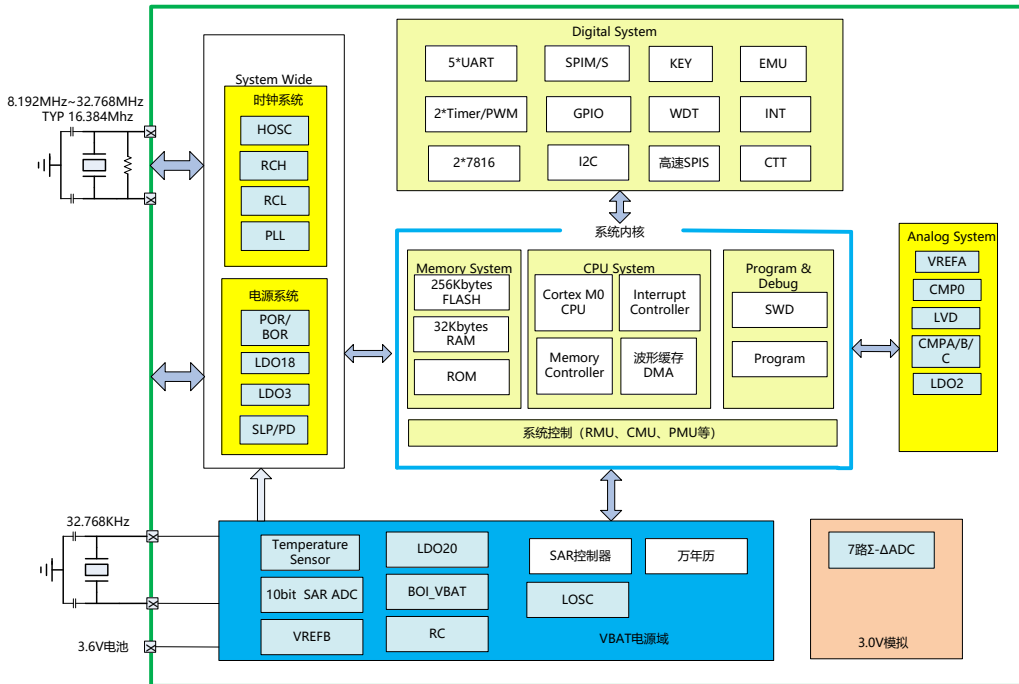 Digital System
5*UART
SPIM/S
KEY
EMU
2*Timer/PWM
GPIO
WDT
INT
2*7816
I2C
高速SPIS
CTT
8.192MHz~32.768MHz
TYP 16.384Mhz
System Wide
时钟系统
HOSC
RCH
RCL
PLL
电源系统
POR/
BOR
LDO18
LDO3
SLP/PD
系统内核
Memory System
256Kbytes
FLASH
32Kbytes
RAM
ROM
CPU System
Cortex M0
CPU
Interrupt
Controller
Memory
Controller
波形缓存
DMA
Program &
Debug
SWD
Program
系统控制（RMU、CMU、PMU等）
Analog System
VREFA
CMP0
LVD
CMPA/B/
C
LDO2
32.768KHz
3.6V电池
Temperature
Sensor
LDO20
SAR控制器
万年历
10bit SAR ADC
BOI_VBAT
LOSC
VREFB
RC
VBAT电源域
7路Σ-ΔADC
3.0V模拟